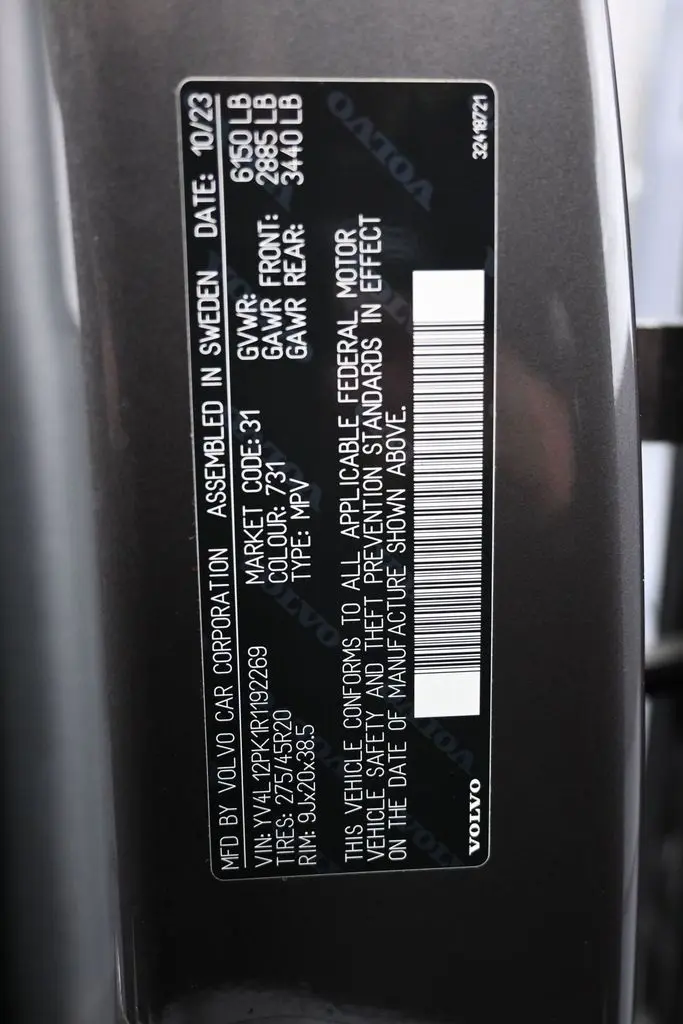 MFD BY VOLVO CAR CORPORATION ASSEMBLED IN SWEDEN DATE: 10/23
VIN: YV4L12PK1R1192269 MARKET CODE: 31 GVWR: 6150 LB
TIRES: 275/45R20 COLOUR: 731 GAWR FRONT: 2885 LB
RIM: 9Jx20x38.5 TYPE: MPV GAWR REAR: 3440 LB
THIS VEHICLE CONFORMS TO ALL APPLICABLE FEDERAL MOTOR
VEHICLE SAFETY AND THEFT PREVENTION STANDARDS IN EFFECT
ON THE DATE OF MANUFACTURE SHOWN ABOVE.
VOLVO 32418721